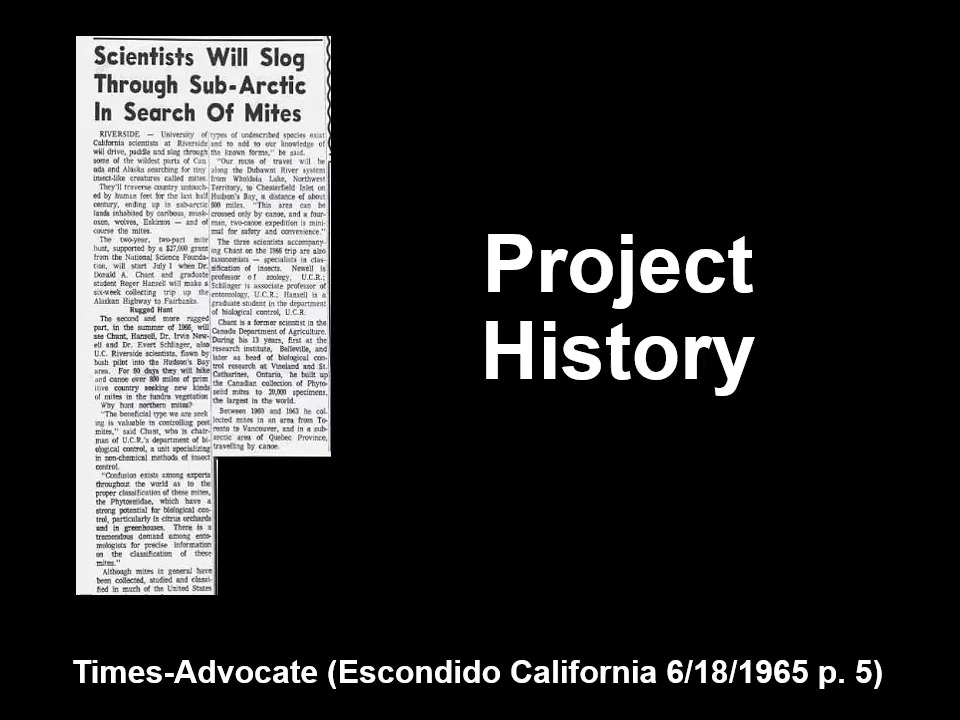 Scientists Will Slog
Through Sub-Arctic
In Search Of Mites
RIVERSIDE — University of
California scientists at Riverside
will drive, paddle and slog through
some of the wildest parts of Can-
ada and Alaska searching for tiny
insect-like creatures called mites.
They'll traverse country untouch-
ed by human feet for the last half
century, ending up in sub-arctic
lands inhabited by caribous, musk-
oxen, wolves, Eskimos — and of
course the mites.
The two-year, two-part mite
hunt, supported by a $27,000 grant
from the National Science Founda-
tion, will start July 1 when Dr.
Donald A. Chant and graduate
student Roger Hansell will make a
six-week collecting trip up the
Alaskan Highway to Fairbanks.
Rugged Hunt
The second and more rugged
part, in the summer of 1966, will
see Chant, Hansell, Dr. Irvin New-
ell and Dr. Evert Schlinger, also
U.C. Riverside scientists, flown by
bush pilot into the Hudson's Bay
area. For 90 days they will hike
and canoe over 800 miles of prim
itive country seeking new kinds
of mites in the tundra vegetation
Why hunt northern mites?
"The beneficial type we are seek
ing is valuable in controlling pest
mites," said Chant, who is chair-
man of U.C.R.'s department of bi-
ological control, a unit specializing
in non-chemical methods of insect
control.
"Confusion exists among experts
throughout the world as to the
proper classification of these mites,
the Phytoseiidae, which have a
strong potential for biological con-
trol, particularly in citrus orchards
and in greenhouses. There is a
tremendous demand among ento-
mologists for precise information
on the classification of these
mites."
Although mites in general have
been collected, studied and classi-
fied in much of the United States
types of undescribed species exist
and to add to our knowledge of
the known forms," he said.
"Our route of travel will be
along the Dubawnt River system
from Wholdaia Lake, Northwest
Territory, to Chesterfield Inlet on
Hudson's Bay, a distance of about
800 miles. "This area can be
crossed only by canoe, and a four-
man, two-canoe expedition is mini-
mal for safety and convenience."
The three scientists accompany-
ing Chant on the 1966 trip are also
taxonomists — specialists in clas-
sification of insects. Newell is
professor of zoology, U.C.R.;
Schlinger is associate professor of
entomology, U.C.R.; Hansell is a
graduate student in the department
of biological control, U.C.R.
Chant is a former scientist in the
Canada Department of Agriculture.
During his 13 years, first at the
research institute, Belleville, and
later as head of biological con-
trol research at Vineland and St.
Catharines, Ontario, he built up
the Canadian collection of Phyto-
seiid mites to 20,000 specimens,
the largest in the world.
Between 1960 and 1963 he col-
lected mites in an area from To-
ronto to Vancouver, and in a sub-
arctic area of Quebec Province,
travelling by canoe.
Project
History
Times-Advocate (Escondido California 6/18/1965 p. 5)